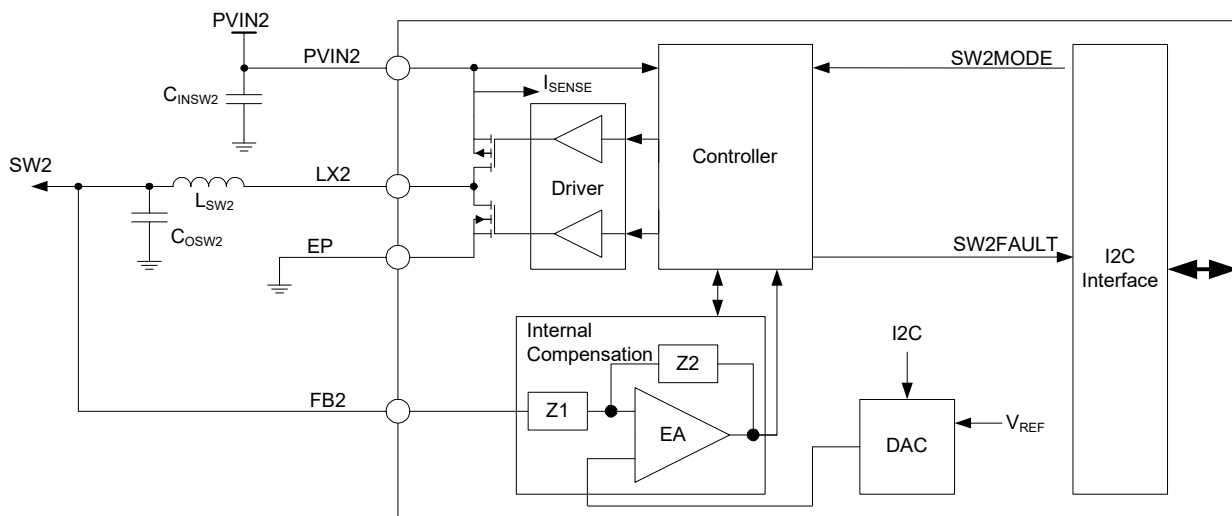 PVIN2
PVIN2
SW2MODE
CINSW2
ISENSE
Controller
SW2
LX2
Driver
LSW2
COSW2
EP
SW2FAULT
I2C
Interface
Internal
Compensation
Z2
I2C
FB2
Z1
EA
DAC
VREF